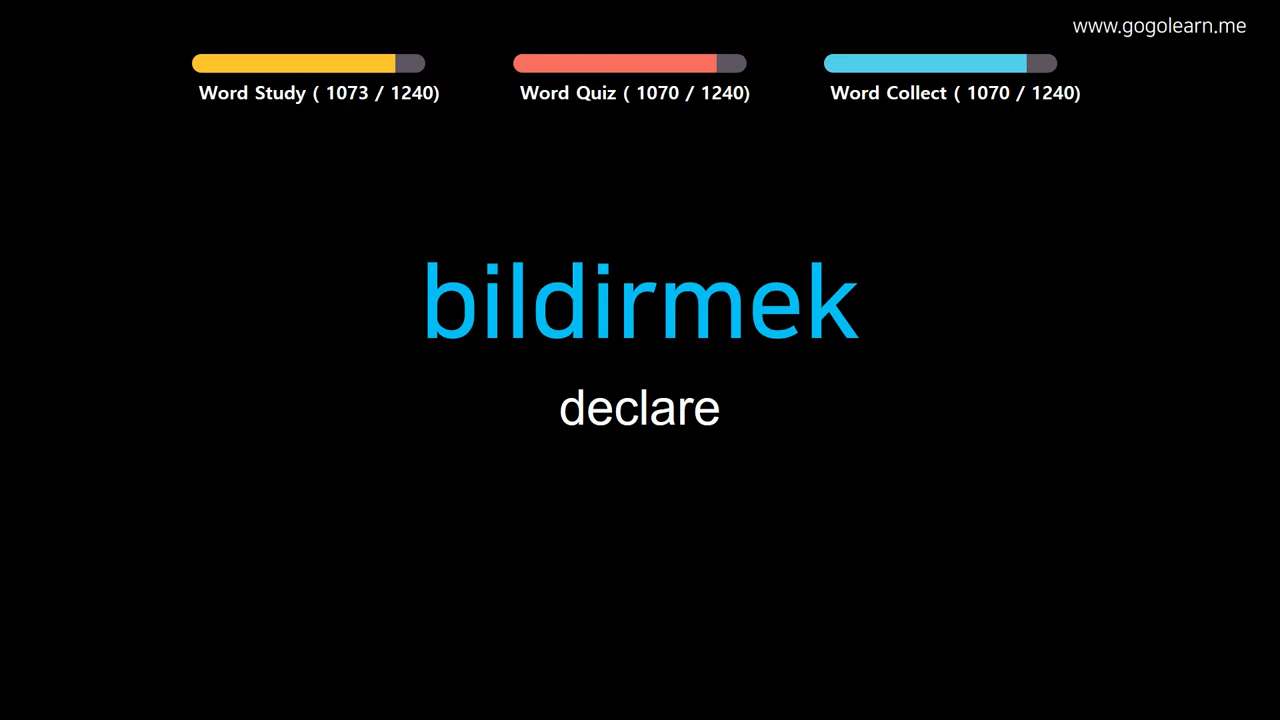 www.gogolearn.me
Word Study ( 1073 / 1240)
Word Quiz ( 1070 / 1240)
Word Collect ( 1070 / 1240)
bildirmek
declare